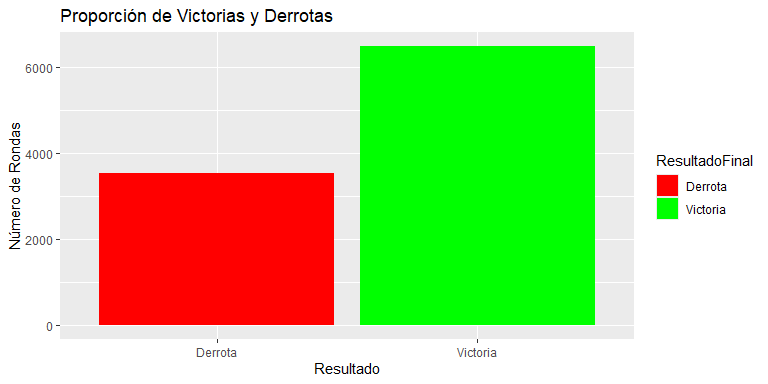 Proporción de Victorias y Derrotas
Número de Rondas
6000
4000
2000
0
Derrota
Victoria
Resultado
ResultadoFinal
Derrota
Victoria